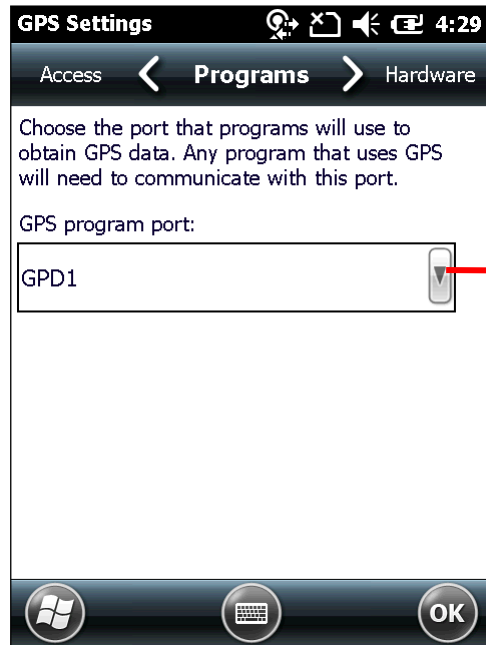 GPS Settings 4:29
Access Programs Hardware
Choose the port that programs will use to
obtain GPS data. Any program that uses GPS
will need to communicate with this port.
GPS program port:
GPD1
OK